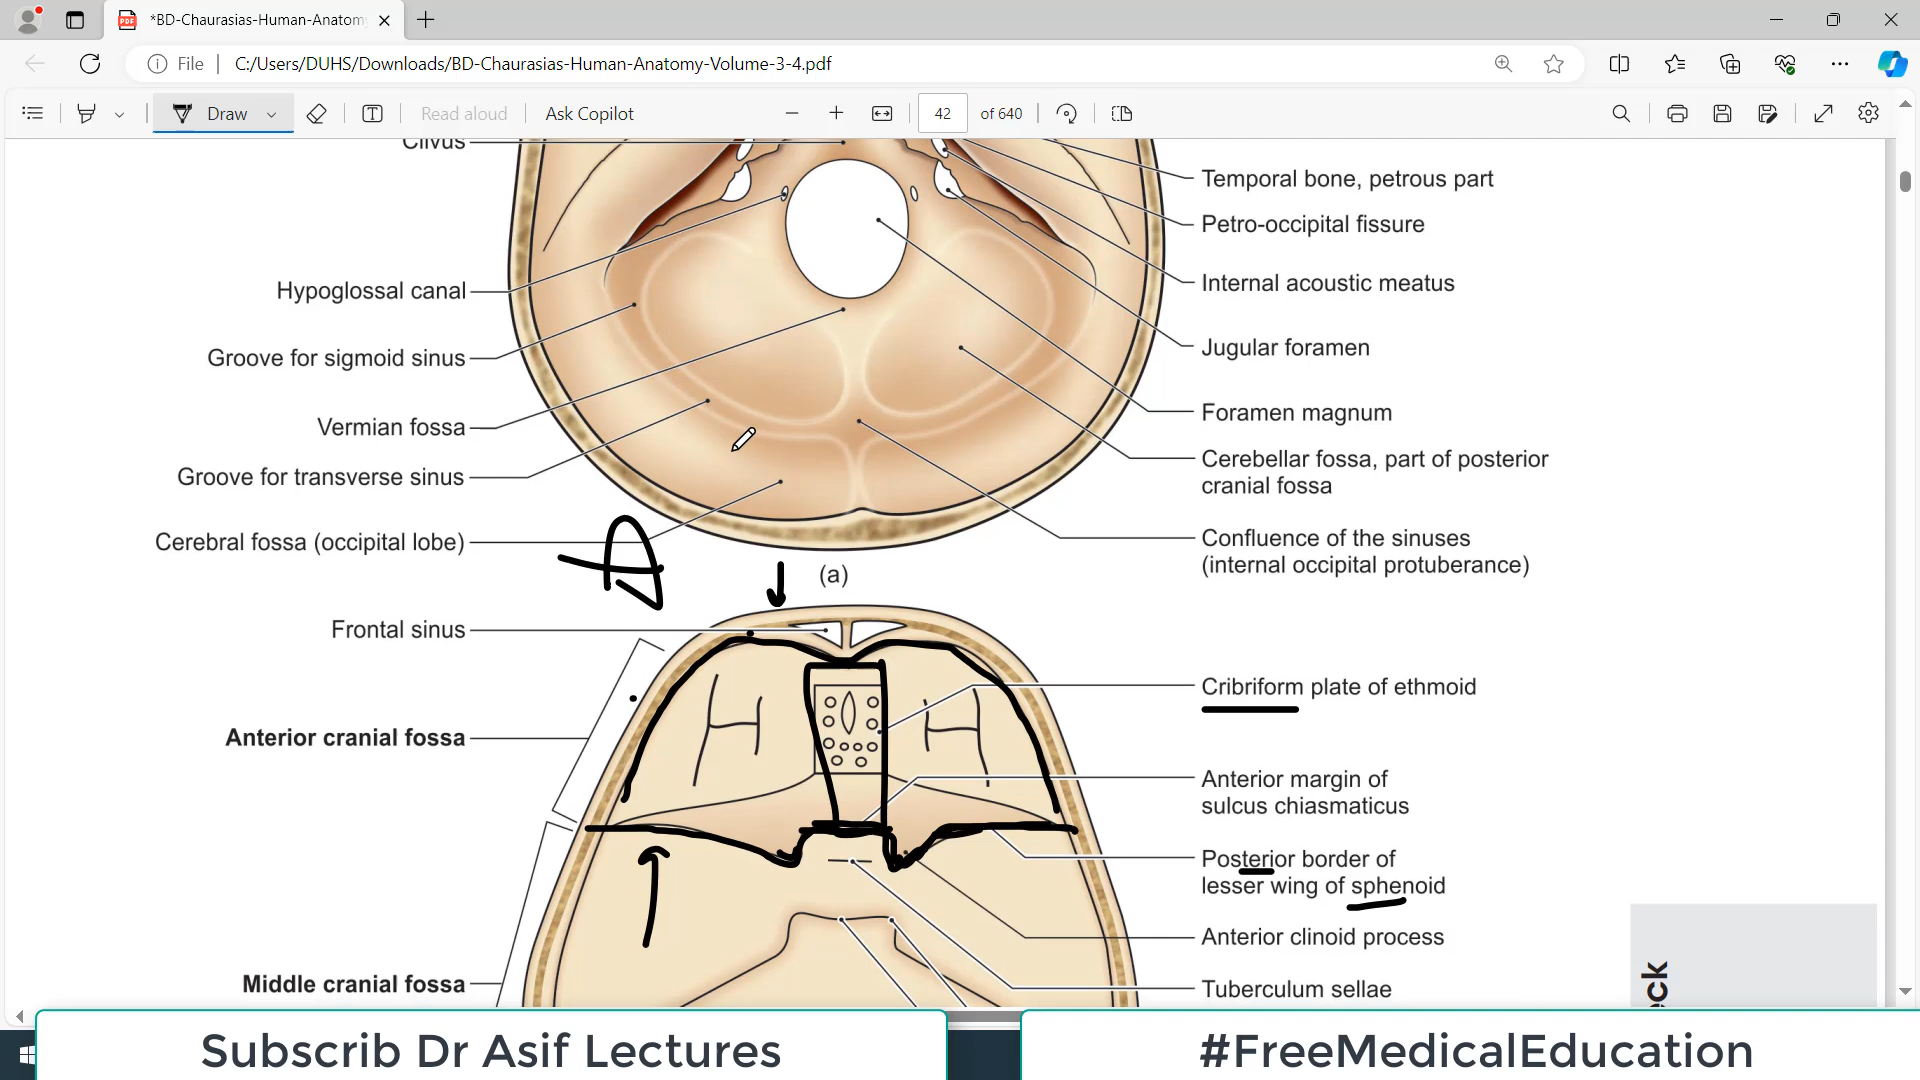 *BD-Chaurasias-Human-Anatom
File
C:/Users/DUHS/Downloads/BD-Chaurasias-Human-Anatomy-Volume-3-4.pdf
Draw
Read aloud
Ask Copilot
42
of 640
Clivus
Temporal bone, petrous part
Petro-occipital fissure
Hypoglossal canal
Internal acoustic meatus
Groove for sigmoid sinus
Jugular foramen
Vermian fossa
Foramen magnum
Groove for transverse sinus
Cerebellar fossa, part of posterior
cranial fossa
Cerebral fossa (occipital lobe)
Confluence of the sinuses
(internal occipital protuberance)
(a)
Frontal sinus
Cribriform plate of ethmoid
Anterior cranial fossa
Anterior margin of
sulcus chiasmaticus
Posterior border of
lesser wing of sphenoid
Anterior clinoid process
Middle cranial fossa
Tuberculum sellae
Subscrib Dr Asif Lectures
#FreeMedicalEducation